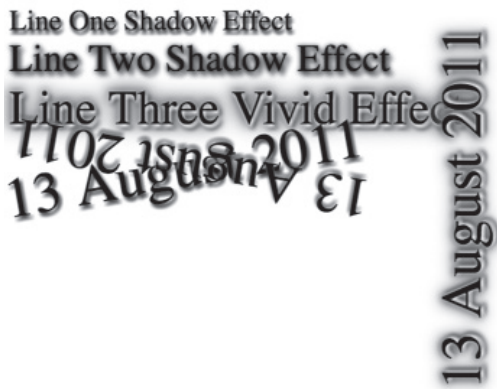 Line One Shadow Effect
Line Two Shadow Effect
Line Three Vivid Effec
13 August 2011
13 August 2011
13 August 2011